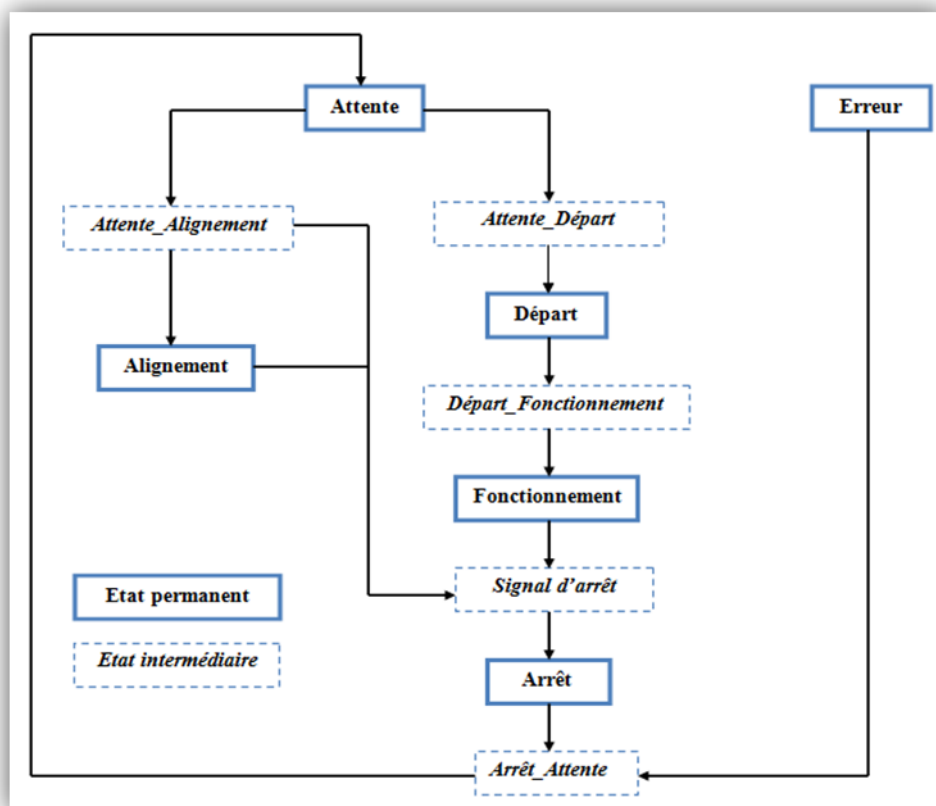 Attente
Erreur
Attente_Alignement
Attente_Départ
Départ
Alignement
Départ_Fonctionnement
Fonctionnement
Signal d'arrêt
Etat permanent
Etat intermédiaire
Arrêt
Arrêt_Attente